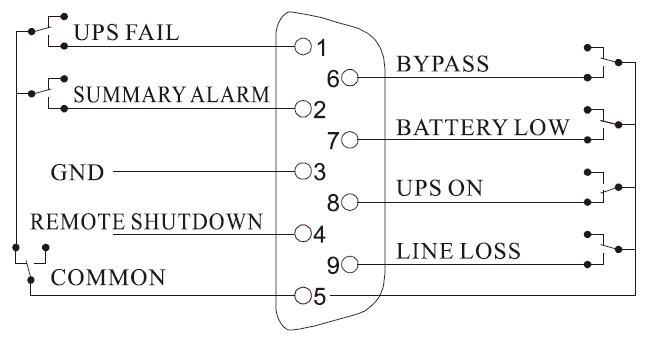 UPS FAIL 1
6 BYPASS
SUMMARY ALARM 2
7 BATTERY LOW
GND 3
8 UPS ON
REMOTE SHUTDOWN 4
9 LINE LOSS
COMMON 5